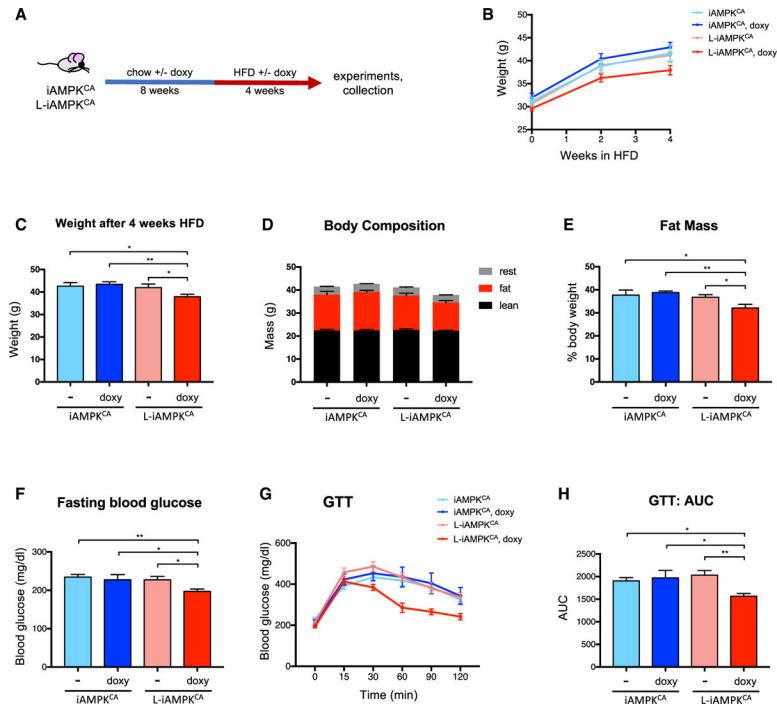 A
chow +/- doxy
HFD +/- doxy
8 weeks
4 weeks
experiments,
collection
iAMPKCA
L-iAMPKCA
B
Weight (g)
45
40
35
30
25
0 1 2 3 4
Weeks in HFD
iAMPKCA
iAMPKCA, doxy
L-iAMPKCA
L-iAMPKCA, doxy
C
Weight after 4 weeks HFD
*
**
*
Weight (g)
50
40
30
20
10
0
- doxy - doxy
iAMPKCA L-iAMPKCA
D
Body Composition
Mass (g)
50
40
30
20
10
0
rest
fat
lean
- doxy - doxy
iAMPKCA L-iAMPKCA
E
Fat Mass
*
**
*
% body weight
50
40
30
20
10
0
- doxy - doxy
iAMPKCA L-iAMPKCA
F
Fasting blood glucose
**
*
*
Blood glucose (mg/dl)
300
200
100
0
- doxy - doxy
iAMPKCA L-iAMPKCA
G
GTT
iAMPKCA
iAMPKCA, doxy
L-iAMPKCA
L-iAMPKCA, doxy
Blood glucose (mg/dl)
600
400
200
0
0 15 30 60 90 120
Time (min)
H
GTT: AUC
*
*
**
AUC
2500
2000
1500
1000
500
0
- doxy - doxy
iAMPKCA L-iAMPKCA